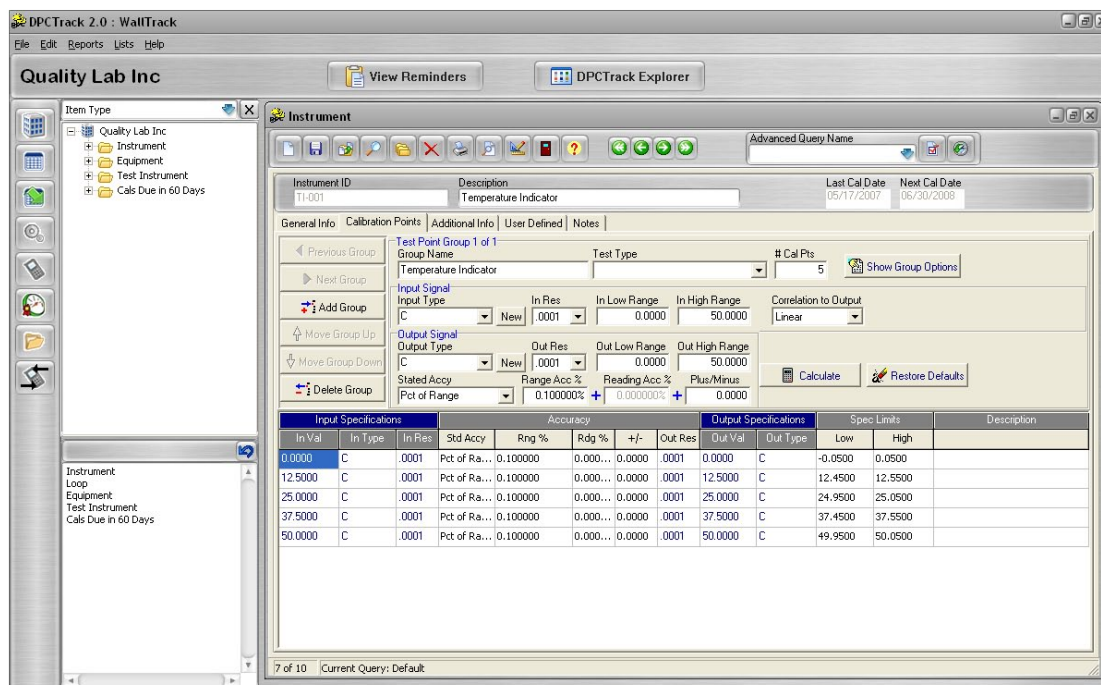 DPCTrack 2.0 : WallTrack
File Edit Reports Lists Help
Quality Lab Inc
View Reminders
DPCTrack Explorer
Item Type
Quality Lab Inc
Instrument
Equipment
Test Instrument
Cals Due in 60 Days
Instrument
Loop
Equipment
Test Instrument
Cals Due in 60 Days
Instrument
Advanced Query Name
Instrument ID Description Last Cal Date Next Cal Date
TI-001 Temperature Indicator 05/17/2007 06/30/2008
General Info Calibration Points Additional Info User Defined Notes
Previous Group
Next Group
Add Group
Move Group Up
Move Group Down
Delete Group
Test Point Group 1 of 1
Group Name Test Type # Cal Pts
Temperature Indicator 5 Show Group Options
Input Signal
Input Type In Res In Low Range In High Range Correlation to Output
C New .0001 0.0000 50.0000 Linear
Output Signal
Output Type Out Res Out Low Range Out High Range
C New .0001 0.0000 50.0000
Stated Accy Range Acc % Reading Acc % Plus/Minus
Pct of Range 0.100000% + 0.000000% + 0.0000
Calculate Restore Defaults
Input Specifications Accuracy Output Specifications Spec Limits Description
In Val In Type In Res Std Accy Rng % Rdg % +/- Out Res Out Val Out Type Low High
0.0000 C .0001 Pct of Ra... 0.100000 0.000... 0.0000 .0001 0.0000 C -0.0500 0.0500
12.5000 C .0001 Pct of Ra... 0.100000 0.000... 0.0000 .0001 12.5000 C 12.4500 12.5500
25.0000 C .0001 Pct of Ra... 0.100000 0.000... 0.0000 .0001 25.0000 C 24.9500 25.0500
37.5000 C .0001 Pct of Ra... 0.100000 0.000... 0.0000 .0001 37.5000 C 37.4500 37.5500
50.0000 C .0001 Pct of Ra... 0.100000 0.000... 0.0000 .0001 50.0000 C 49.9500 50.0500
7 of 10 Current Query: Default